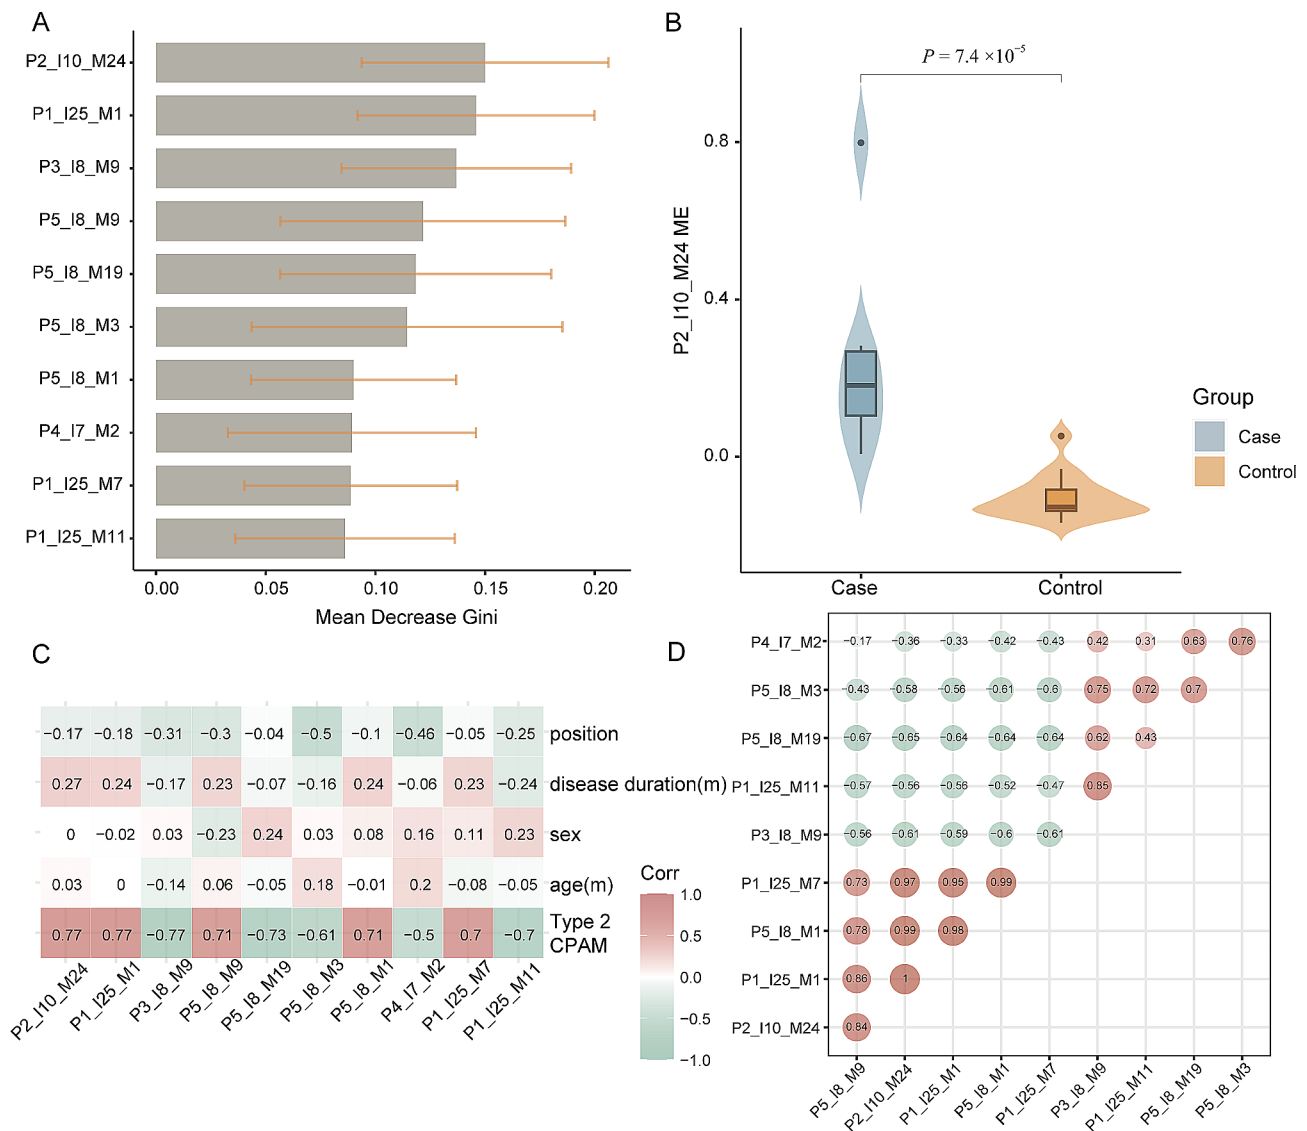 A
P2_I10_M24
P1_I25_M1
P3_I8_M9
P5_I8_M9
P5_I8_M19
P5_I8_M3
P5_I8_M1
P4_I7_M2
P1_I25_M7
P1_I25_M11
0.00 0.05 0.10 0.15 0.20
Mean Decrease Gini
B
P = 7.4 ×10⁻⁵
P2_I10_M24 ME
0.8
0.4
0.0
Case Control
Group
Case
Control
C
−0.17 −0.18 −0.31 −0.3 −0.04 −0.5 −0.1 −0.46 −0.05 −0.25 position
0.27 0.24 −0.17 0.23 −0.07 −0.16 0.24 −0.06 0.23 −0.24 disease duration(m)
0 −0.02 0.03 −0.23 0.24 0.03 0.08 0.16 0.11 0.23 sex
0.03 0 −0.14 0.06 −0.05 0.18 −0.01 0.2 −0.08 −0.05 age(m)
0.77 0.77 −0.77 0.71 −0.73 −0.61 0.71 −0.5 0.7 −0.7 Type 2
CPAM
P2_I10_M24 P1_I25_M1 P3_I8_M9 P5_I8_M9 P5_I8_M19 P5_I8_M3 P5_I8_M1 P4_I7_M2 P1_I25_M7 P1_I25_M11
Corr
1.0
0.5
0.0
−0.5
−1.0
D
P4_I7_M2 −0.17 −0.36 −0.33 −0.42 −0.43 0.42 0.31 0.63 0.76
P5_I8_M3 −0.43 −0.58 −0.56 −0.61 −0.6 0.75 0.72 0.7
P5_I8_M19 −0.67 −0.65 −0.64 −0.64 −0.64 0.62 0.43
P1_I25_M11 −0.57 −0.56 −0.56 −0.52 −0.47 0.85
P3_I8_M9 −0.56 −0.61 −0.59 −0.6 −0.61
P1_I25_M7 0.73 0.97 0.95 0.99
P5_I8_M1 0.78 0.99 0.98
P1_I25_M1 0.86 1
P2_I10_M24 0.84
P5_I8_M9 P2_I10_M24 P1_I25_M1 P5_I8_M1 P1_I25_M7 P3_I8_M9 P1_I25_M11 P5_I8_M19 P5_I8_M3